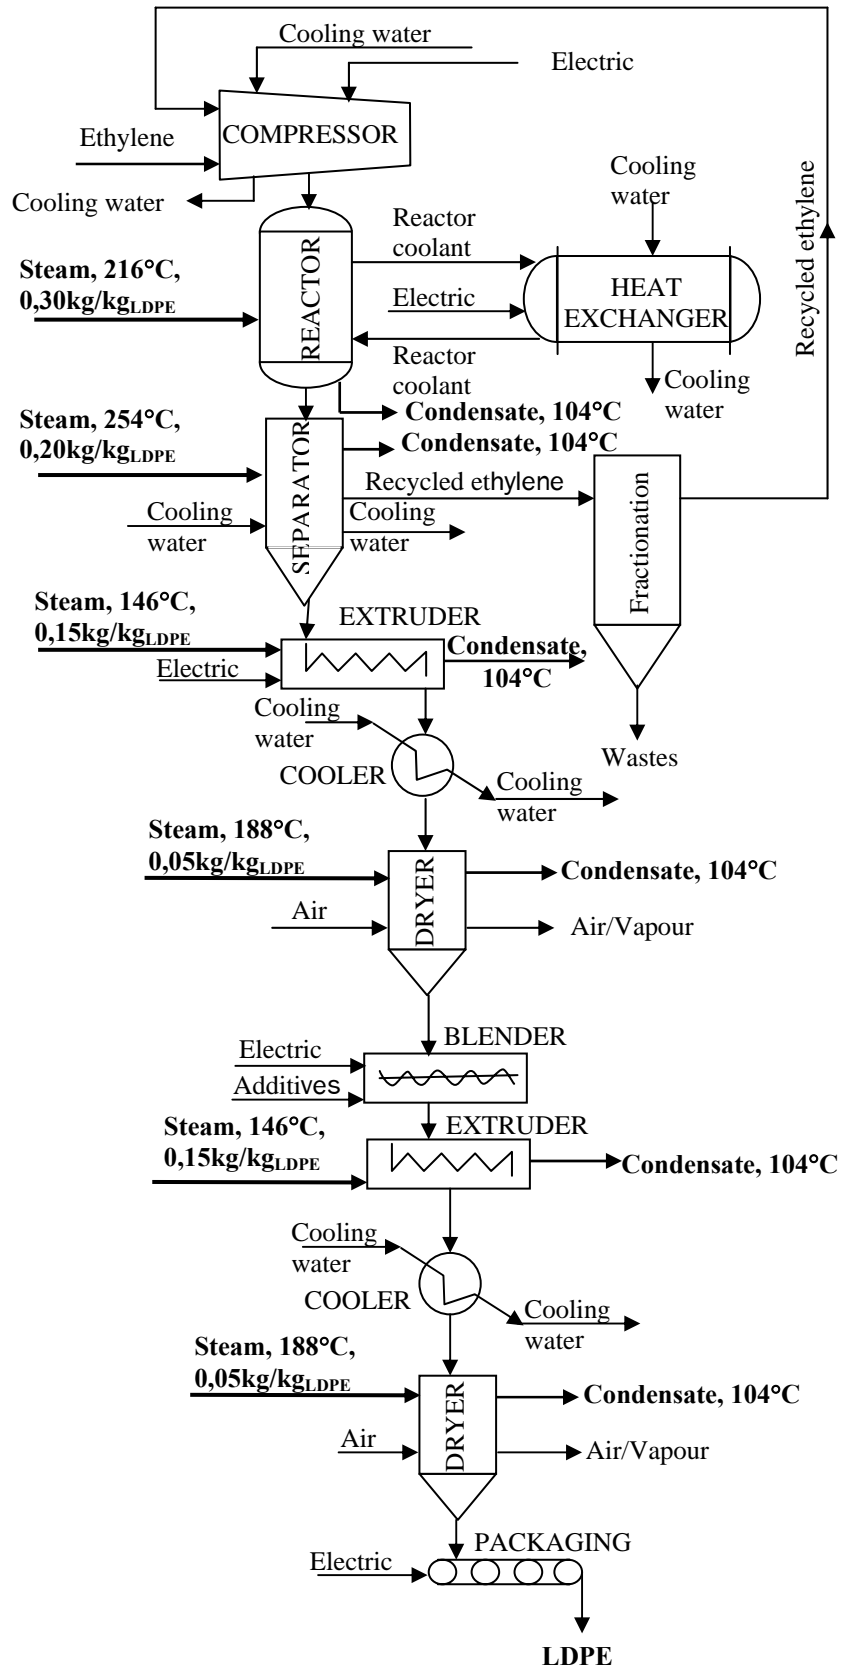 Cooling water
Electric
COMPRESSOR
Ethylene
Cooling water
Cooling
water
Recycled ethylene
Reactor
coolant
Steam, 216°C,
0,30kg/kgLDPE
REACTOR
Electric
HEAT
EXCHANGER
Reactor
coolant
Cooling
water
Condensate, 104°C
Steam, 254°C,
0,20kg/kgLDPE
Condensate, 104°C
SEPARATOR
Recycled ethylene
Cooling
water
Cooling
water
Fractionation
Steam, 146°C,
0,15kg/kgLDPE
EXTRUDER
Condensate,
104°C
Electric
Cooling
water
Wastes
COOLER
Cooling
water
Steam, 188°C,
0,05kg/kgLDPE
DRYER
Condensate, 104°C
Air
Air/Vapour
BLENDER
Electric
Additives
EXTRUDER
Steam, 146°C,
0,15kg/kgLDPE
Condensate, 104°C
Cooling
water
COOLER
Cooling
water
Steam, 188°C,
0,05kg/kgLDPE
DRYER
Condensate, 104°C
Air
Air/Vapour
PACKAGING
Electric
LDPE